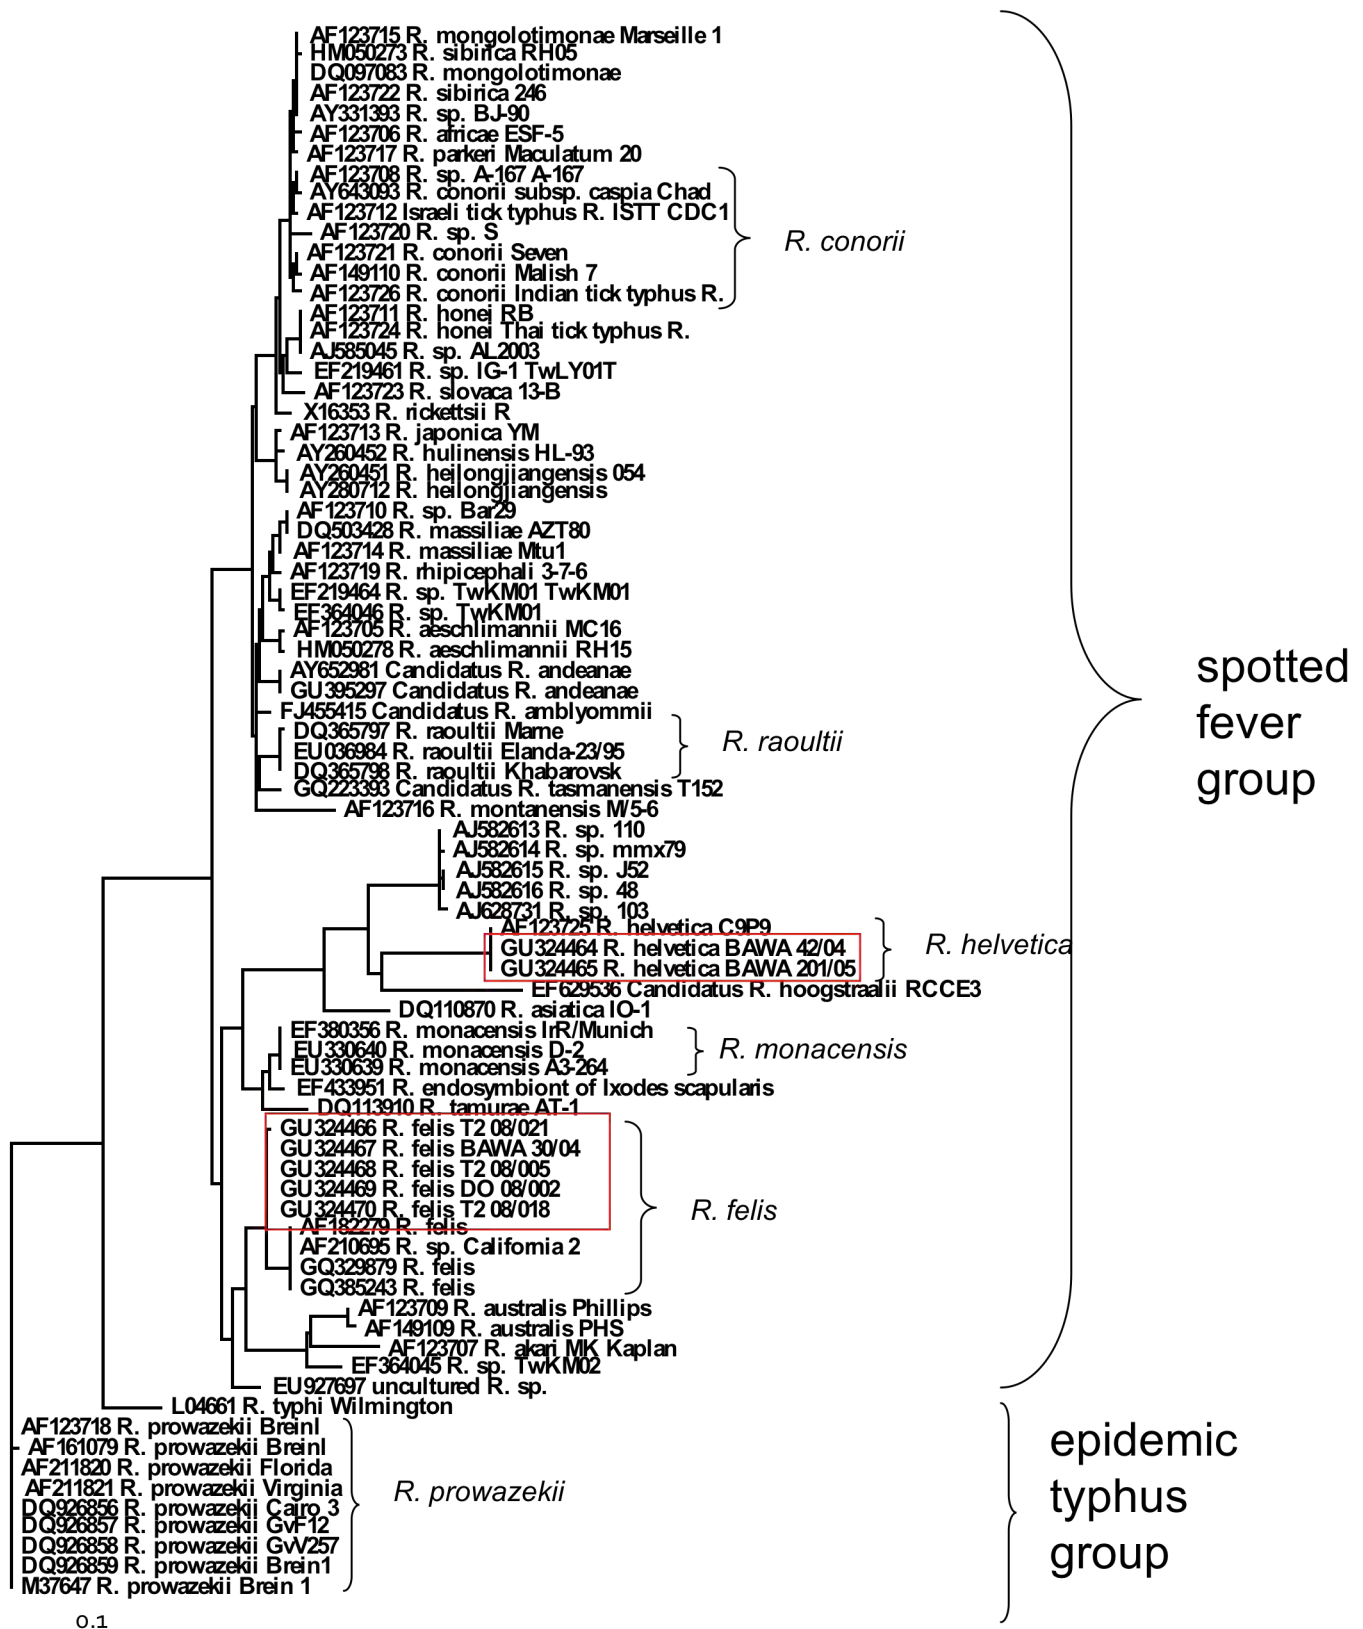 AF123715 R. mongolotimonae Marseille 1
HM050273 R. sibirica RH05
DQ097083 R. mongolotimonae
AF123722 R. sibirica 246
AY331393 R. sp. BJ-90
AF123706 R. africae ESF-5
AF123717 R. parkeri Maculatum 20
AF123708 R. sp. A-167 A-167
AY643093 R. conorii subsp. caspia Chad
AF123712 Israeli tick typhus R. ISTT CDC1
AF123720 R. sp. S
R. conorii
AF123721 R. conorii Seven
AF149110 R. conorii Malish 7
AF123726 R. conorii Indian tick typhus R.
AF123711 R. honei RB
AF123724 R. honei Thai tick typhus R.
AJ585045 R. sp. AL2003
EF219461 R. sp. IG-1 TwLY01T
AF123723 R. slovaca 13-B
X16353 R. rickettsii R
AF123713 R. japonica YM
AY260452 R. hulinensis HL-93
AY260451 R. heilongjiangensis 054
AY280712 R. heilongjiangensis
AF123710 R. sp. Bar29
DQ503428 R. massiliae AZT80
AF123714 R. massiliae Mtu1
AF123719 R. rhipicephali 3-7-6
EF219464 R. sp. TwKM01 TwKM01
EF364046 R. sp. TwKM01
AF123705 R. aeschlimannii MC16
HM050278 R. aeschlimannii RH15
AY652981 Candidatus R. andeanae
GU395297 Candidatus R. andeanae
FJ455415 Candidatus R. amblyommii
DQ365797 R. raoultii Marne
R. raoultii
EU036984 R. raoultii Elanda-23/95
DQ365798 R. raoultii Khabarovsk
GQ223393 Candidatus R. tasmanensis T152
AF123716 R. montanensis M/5-6
spotted
fever
group
AJ582613 R. sp. 110
AJ582614 R. sp. mmx79
AJ582615 R. sp. J52
AJ582616 R. sp. 48
AJ628731 R. sp. 103
AF123725 R. helvetica C9P9
GU324464 R. helvetica BAWA 42/04
R. helvetica
GU324465 R. helvetica BAWA 201/05
EF629536 Candidatus R. hoogstraalii RCCE3
DQ110870 R. asiatica IO-1
EF380356 R. monacensis IrR/Munich
EU330640 R. monacensis D-2
R. monacensis
EU330639 R. monacensis A3-264
EF433951 R. endosymbiont of Ixodes scapularis
DQ113910 R. tamurae AT-1
GU324466 R. felis T2 08/021
GU324467 R. felis BAWA 30/04
GU324468 R. felis T2 08/005
GU324469 R. felis DO 08/002
GU324470 R. felis T2 08/018
R. felis
AF182279 R. felis
AF210695 R. sp. California 2
GQ329879 R. felis
GQ385243 R. felis
AF123709 R. australis Phillips
AF149109 R. australis PHS
AF123707 R. akari MK Kaplan
EF364045 R. sp. TwKM02
EU927697 uncultured R. sp.
L04661 R. typhi Wilmington
AF123718 R. prowazekii Breinl
AF161079 R. prowazekii Breinl
AF211820 R. prowazekii Florida
AF211821 R. prowazekii Virginia
R. prowazekii
DQ926856 R. prowazekii Cairo 3
DQ926857 R. prowazekii GvF12
DQ926858 R. prowazekii GvV257
DQ926859 R. prowazekii Brein1
M37647 R. prowazekii Brein 1
epidemic
typhus
group
0.1